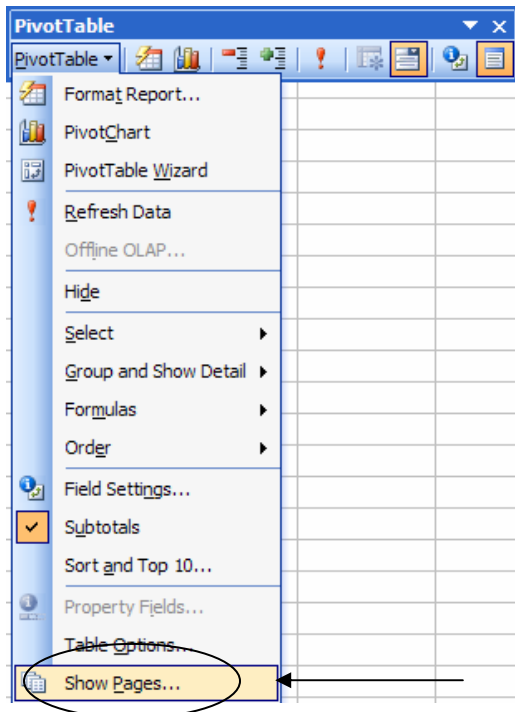 PivotTable
PivotTable
Format Report...
PivotChart
PivotTable Wizard
Refresh Data
Offline OLAP...
Hide
Select
Group and Show Detail
Formulas
Order
Field Settings...
Subtotals
Sort and Top 10...
Property Fields...
Table Options...
Show Pages...